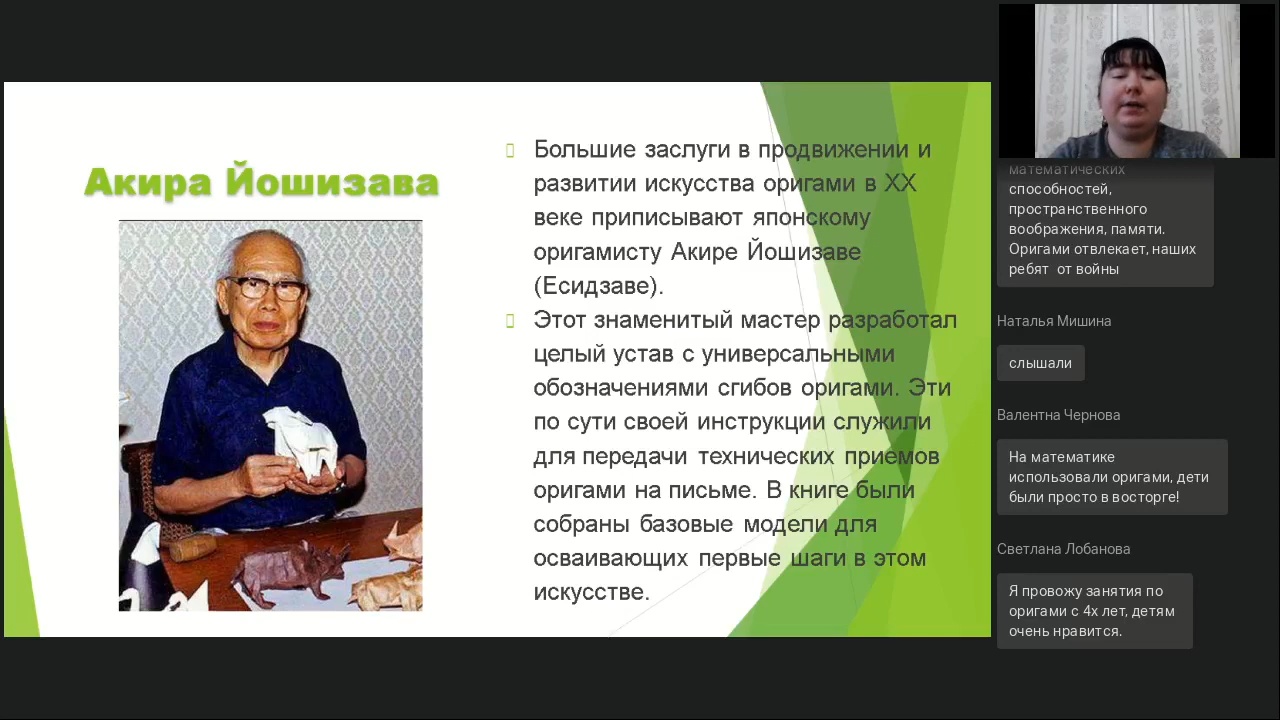 Акира Йошизава
Большие заслуги в продвижении и
развитии искусства оригами в XX
веке приписывают японскому
оригамисту Акире Йошизаве
(Есидзаве).
Этот знаменитый мастер разработал
целый устав с универсальными
обозначениями сгибов оригами. Эти
по сути своей инструкции служили
для передачи технических приемов
оригами на письме. В книге были
собраны базовые модели для
осваивающих первые шаги в этом
искусстве.
математических
способностей,
пространственного
воображения, памяти.
Оригами отвлекает, наших
ребят от войны
Наталья Мишина
слышали
Валентна Чернова
На математике
использовали оригами, дети
были просто в восторге!
Светлана Лобанова
Я провожу занятия по
оригами с 4х лет, детям
очень нравится.